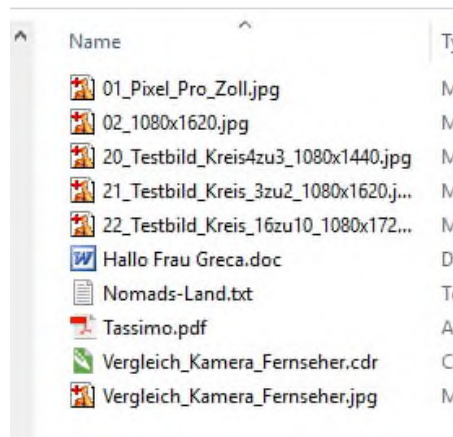 Name
01_Pixel_Pro_Zoll.jpg
02_1080x1620.jpg
20_Testbild_Kreis4zu3_1080x1440.jpg
21_Testbild_Kreis_3zu2_1080x1620.j...
22_Testbild_Kreis_16zu10_1080x172...
Hallo Frau Greca.doc
Nomads-Land.txt
Tassimo.pdf
Vergleich_Kamera_Fernseher.cdr
Vergleich_Kamera_Fernseher.jpg